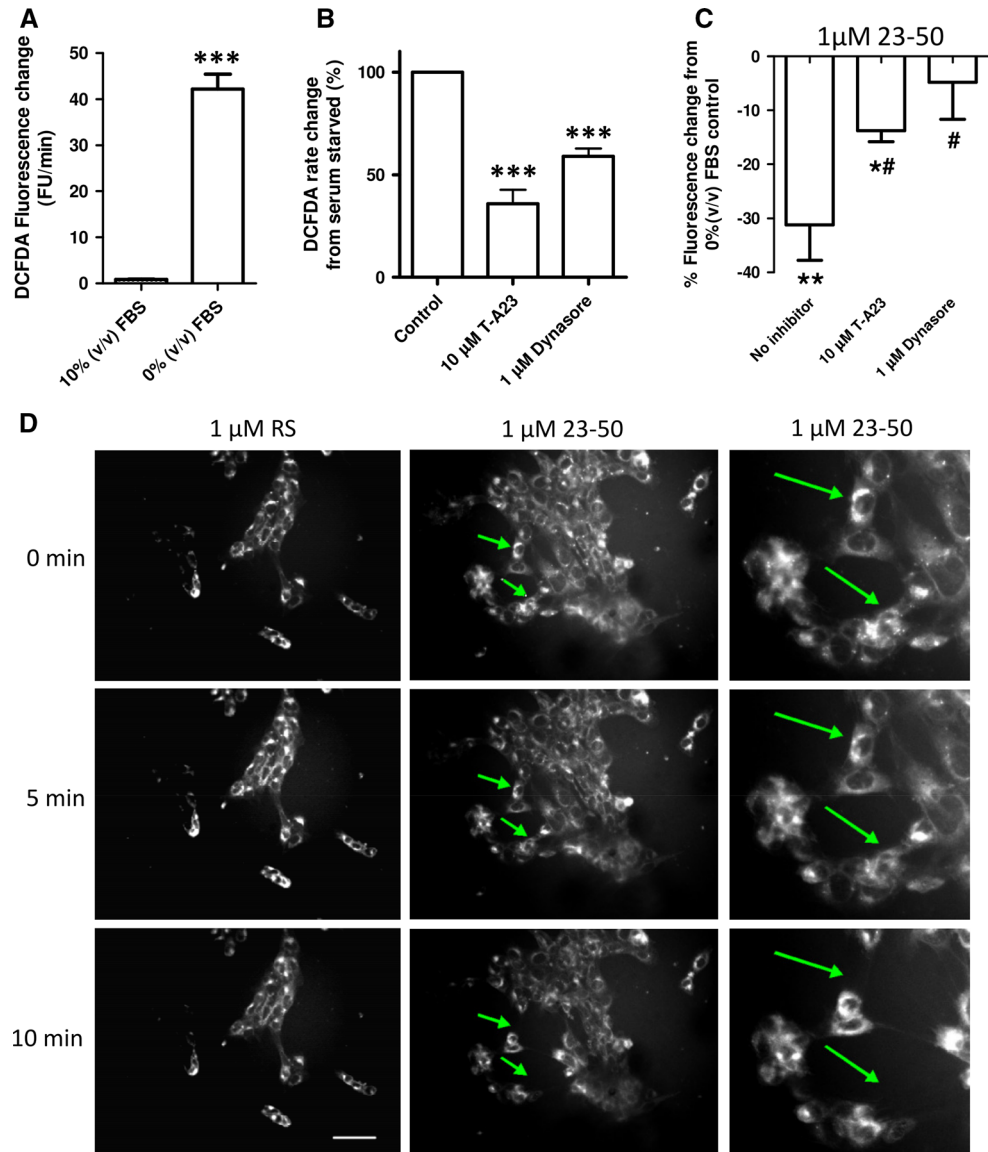 A
DCFDA Fluorescence change
(FU/min)
50
40
30
20
10
0
***
10% (v/v) FBS
0% (v/v) FBS
B
DCFDA rate change
from serum starved (%)
100
50
0
***
***
Control
10 µM T-A23
1 µM Dynasore
C
1µM 23-50
% Fluorescence change from
0%(v/v) FBS control
0
-10
-20
-30
-40
**
*#
#
No inhibitor
10 µM T-A23
1 µM Dynasore
D
1 µM RS
1 µM 23-50
1 µM 23-50
0 min
5 min
10 min